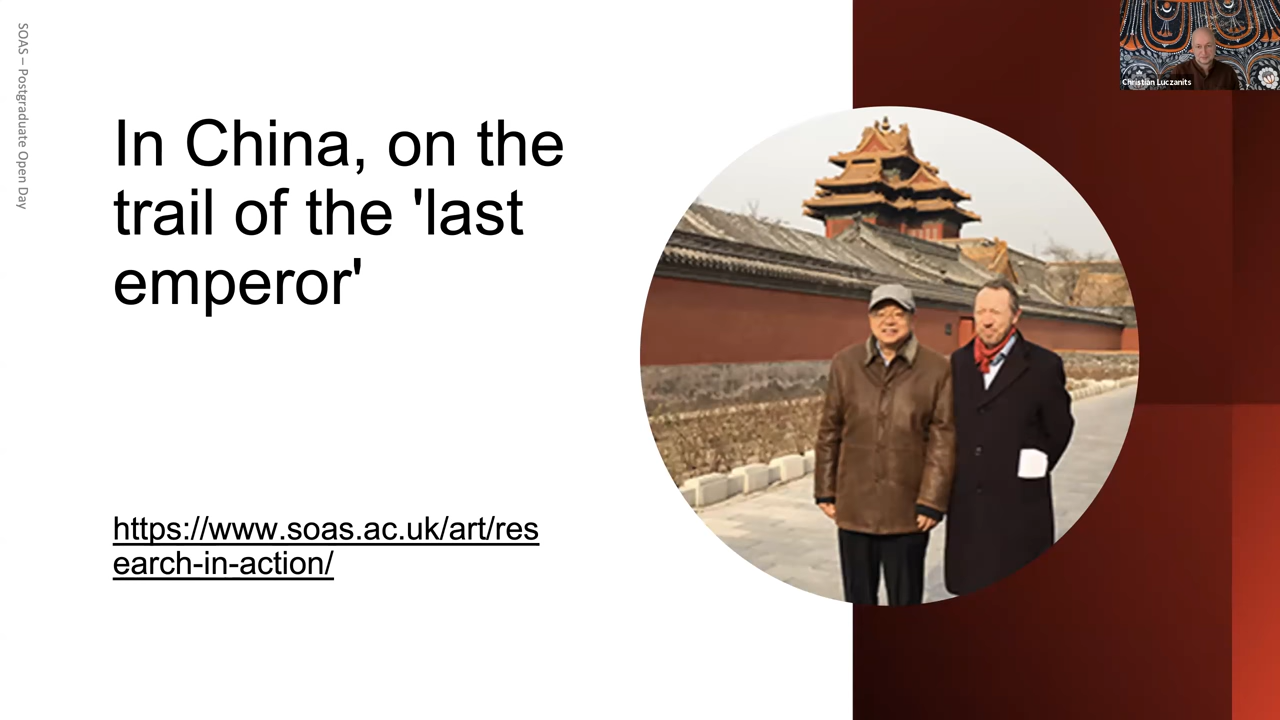 SOAS – Postgraduate Open Day
In China, on the
trail of the 'last
emperor'
https://www.soas.ac.uk/art/res
earch-in-action/
Christian Luczanits